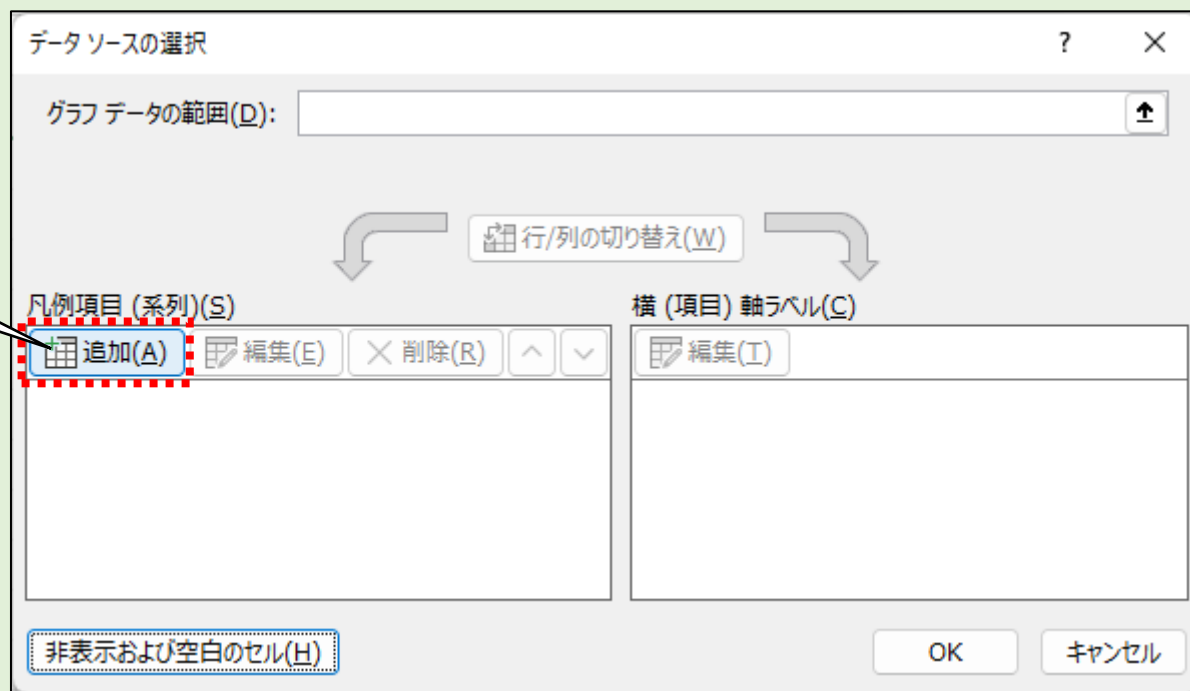 データ ソースの選択
?
グラフ データの範囲(D):
行/列の切り替え(W)
凡例項目 (系列)(S)
横 (項目) 軸ラベル(C)
追加(A) 編集(E) 削除(R)
編集(T)
非表示および空白のセル(H)
OK キャンセル